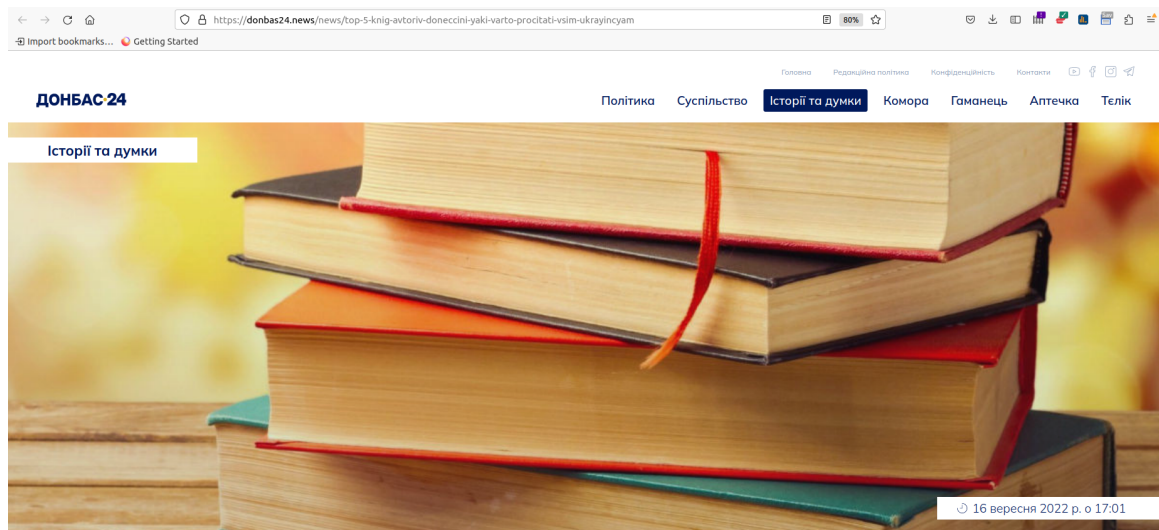 https://donbas24.news/news/top-5-knig-avtoriv-doneccini-yaki-varto-procitati-vsim-ukrayincyam
80%
Import bookmarks... Getting Started
Головна Редакційна політика Конфіденційність Контакти
ДОНБАС 24
Політика Суспільство Історії та думки Комора Гаманець Аптечка Тєлік
Історії та думки
16 вересня 2022 р. о 17:01